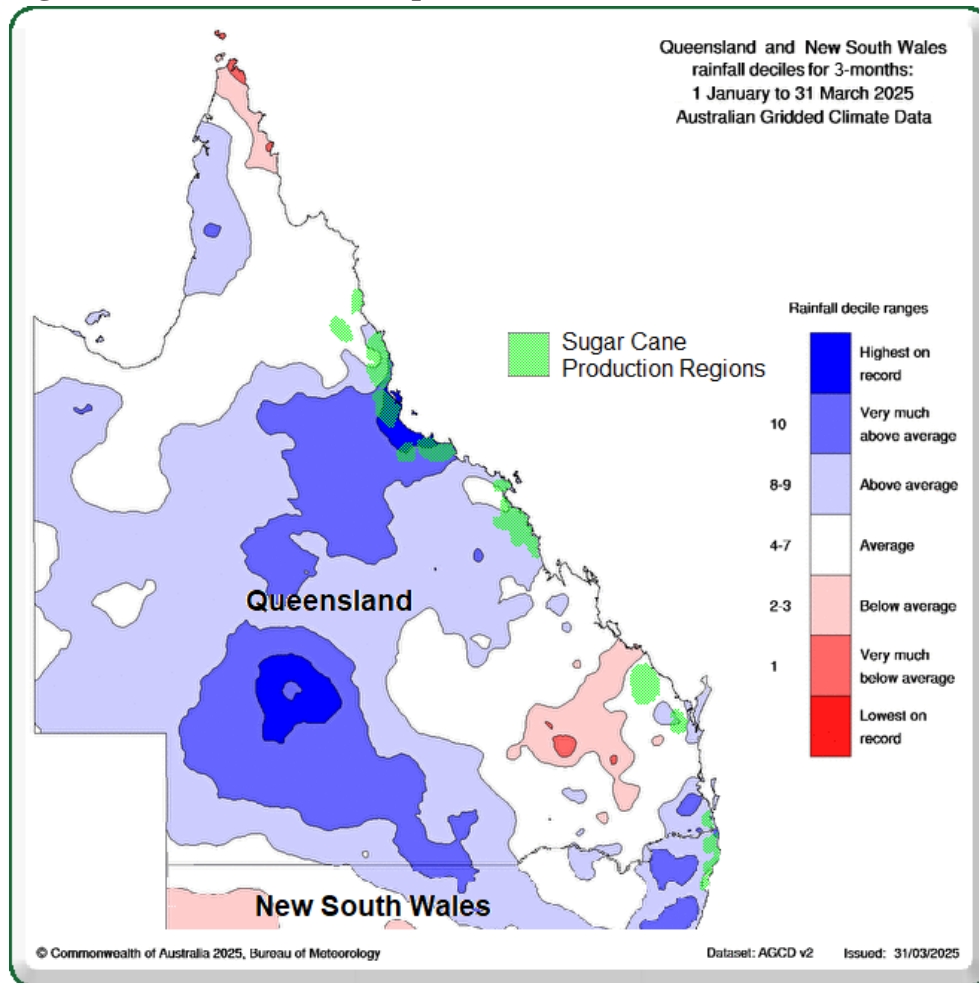 Queensland and New South Wales
rainfall deciles for 3-months:
1 January to 31 March 2025
Australian Gridded Climate Data
Rainfall decile ranges
Sugar Cane
Production Regions
Highest on
record
10
Very much
above average
8-9
Above average
4-7
Average
2-3
Below average
1
Very much
below average
Lowest on
record
Queensland
New South Wales
© Commonwealth of Australia 2025, Bureau of Meteorology
Dataset: AGCD v2
Issued: 31/03/2025